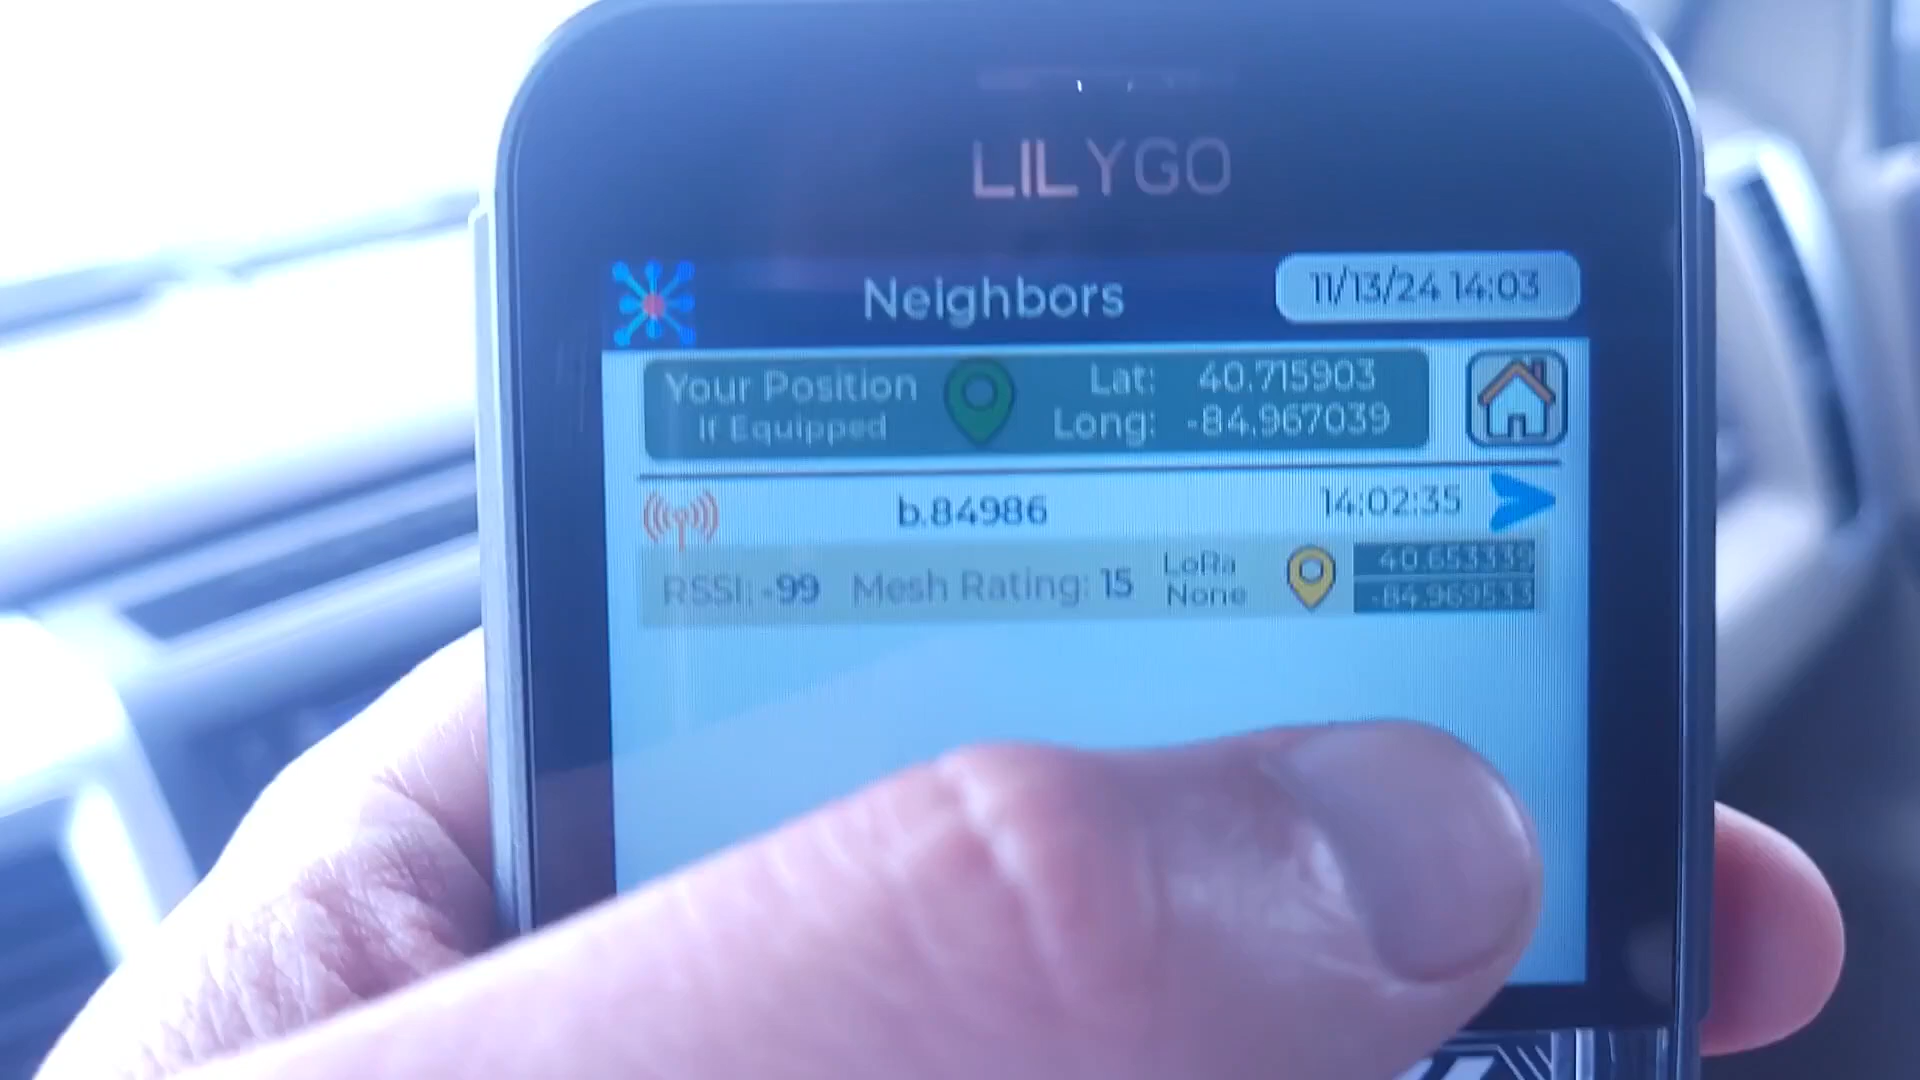 LILYGO
Neighbors
11/13/24 14:03
Your Position
If Equipped
Lat: 40.715903
Long: -84.967039
b.84986
14:02:35
RSSI: -99 Mesh Rating: 15
LoRa
None
40.653339
-84.969533